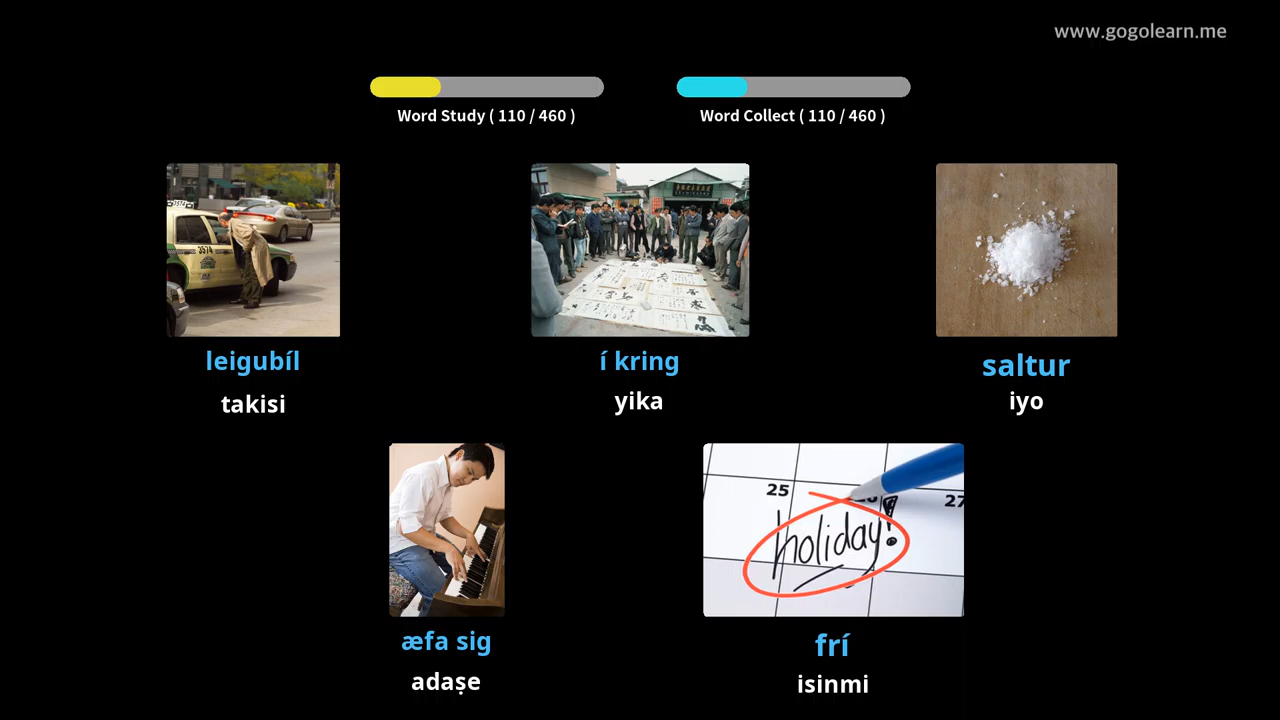 www.gogolearn.me
Word Study ( 110 / 460 )
Word Collect ( 110 / 460 )
3574
leigubíl
takisi
í kring
yika
saltur
iyo
25
27
holiday!
æfa sig
adaṣe
frí
isinmi